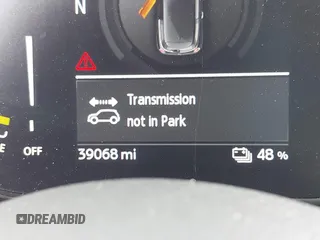 N
Transmission
not in Park
E OFF
39068 mi 48 %
DREAMBID